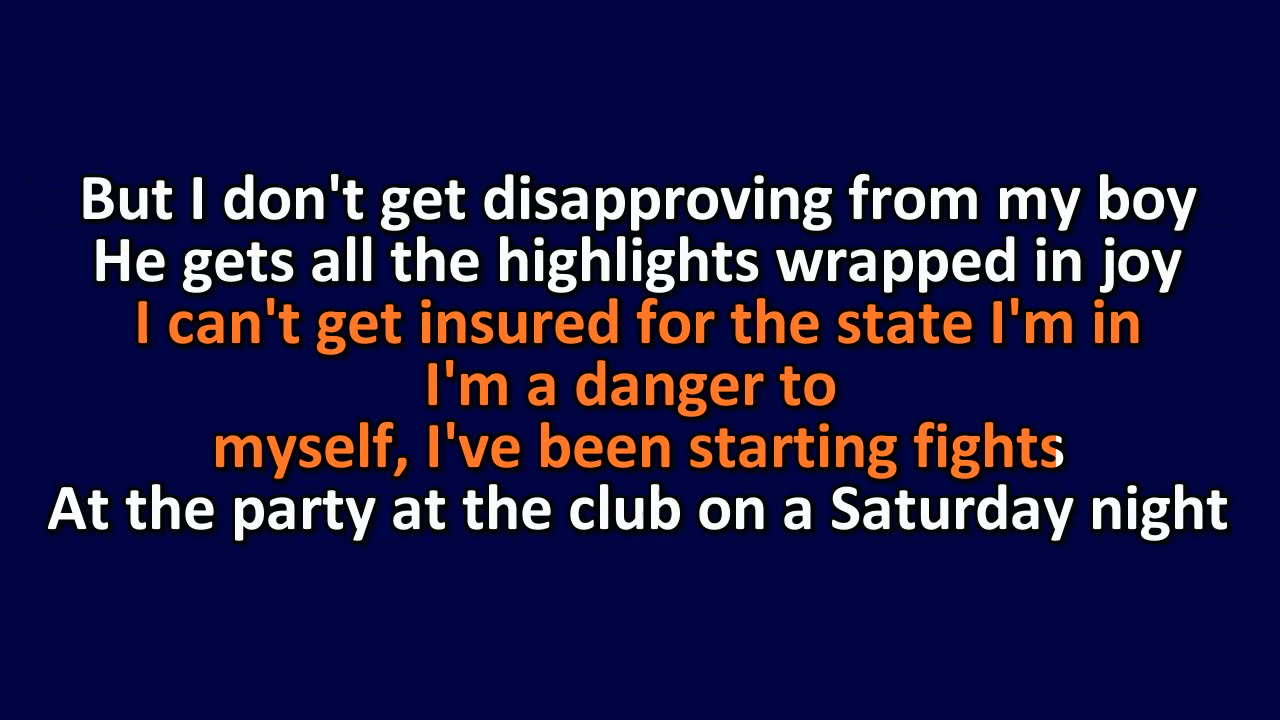 But I don't get disapproving from my boy
He gets all the highlights wrapped in joy
I can't get insured for the state I'm in
I'm a danger to
myself, I've been starting fights
At the party at the club on a Saturday night